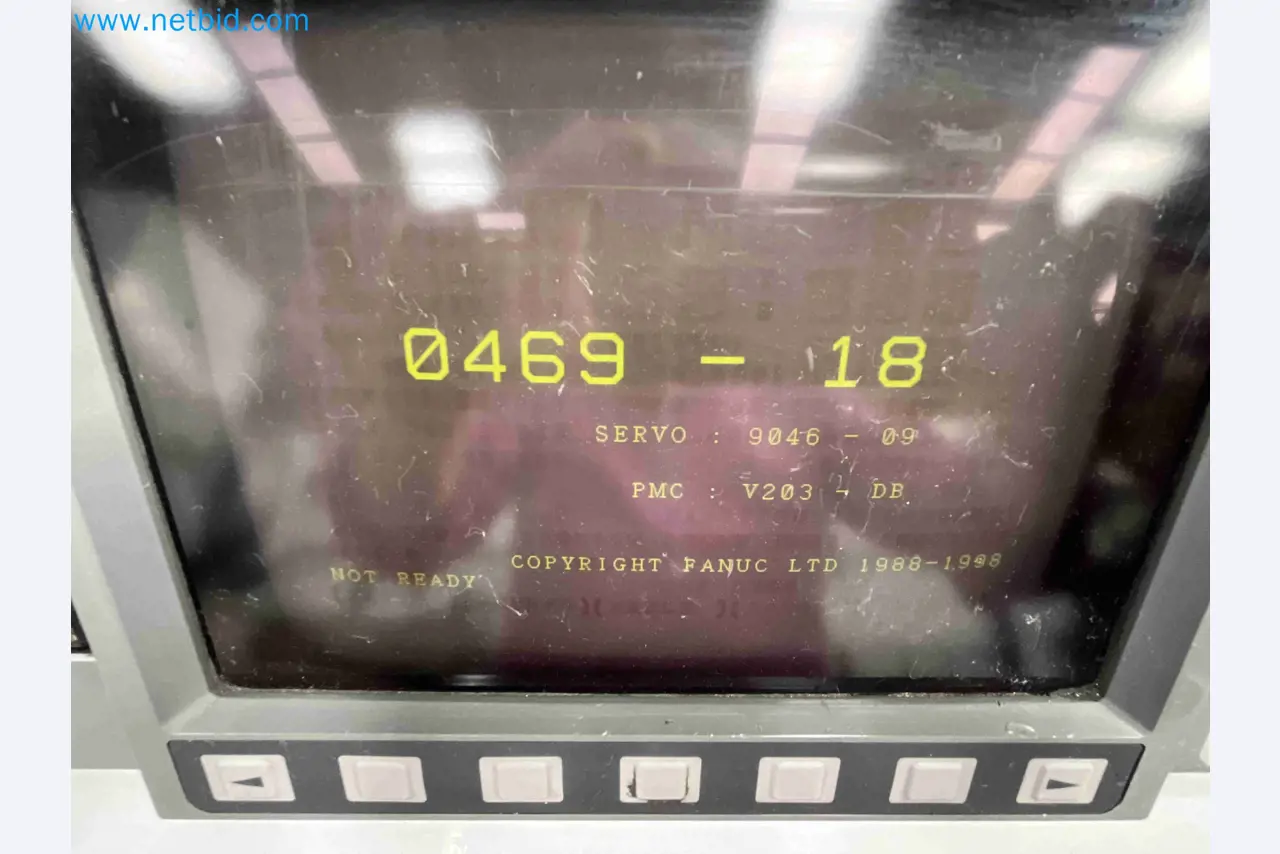 www.netbid.com
0469 - 18
SERVO : 9046 - 09
PMC : V203 - DB
COPYRIGHT FANUC LTD 1988-1998
NOT READY